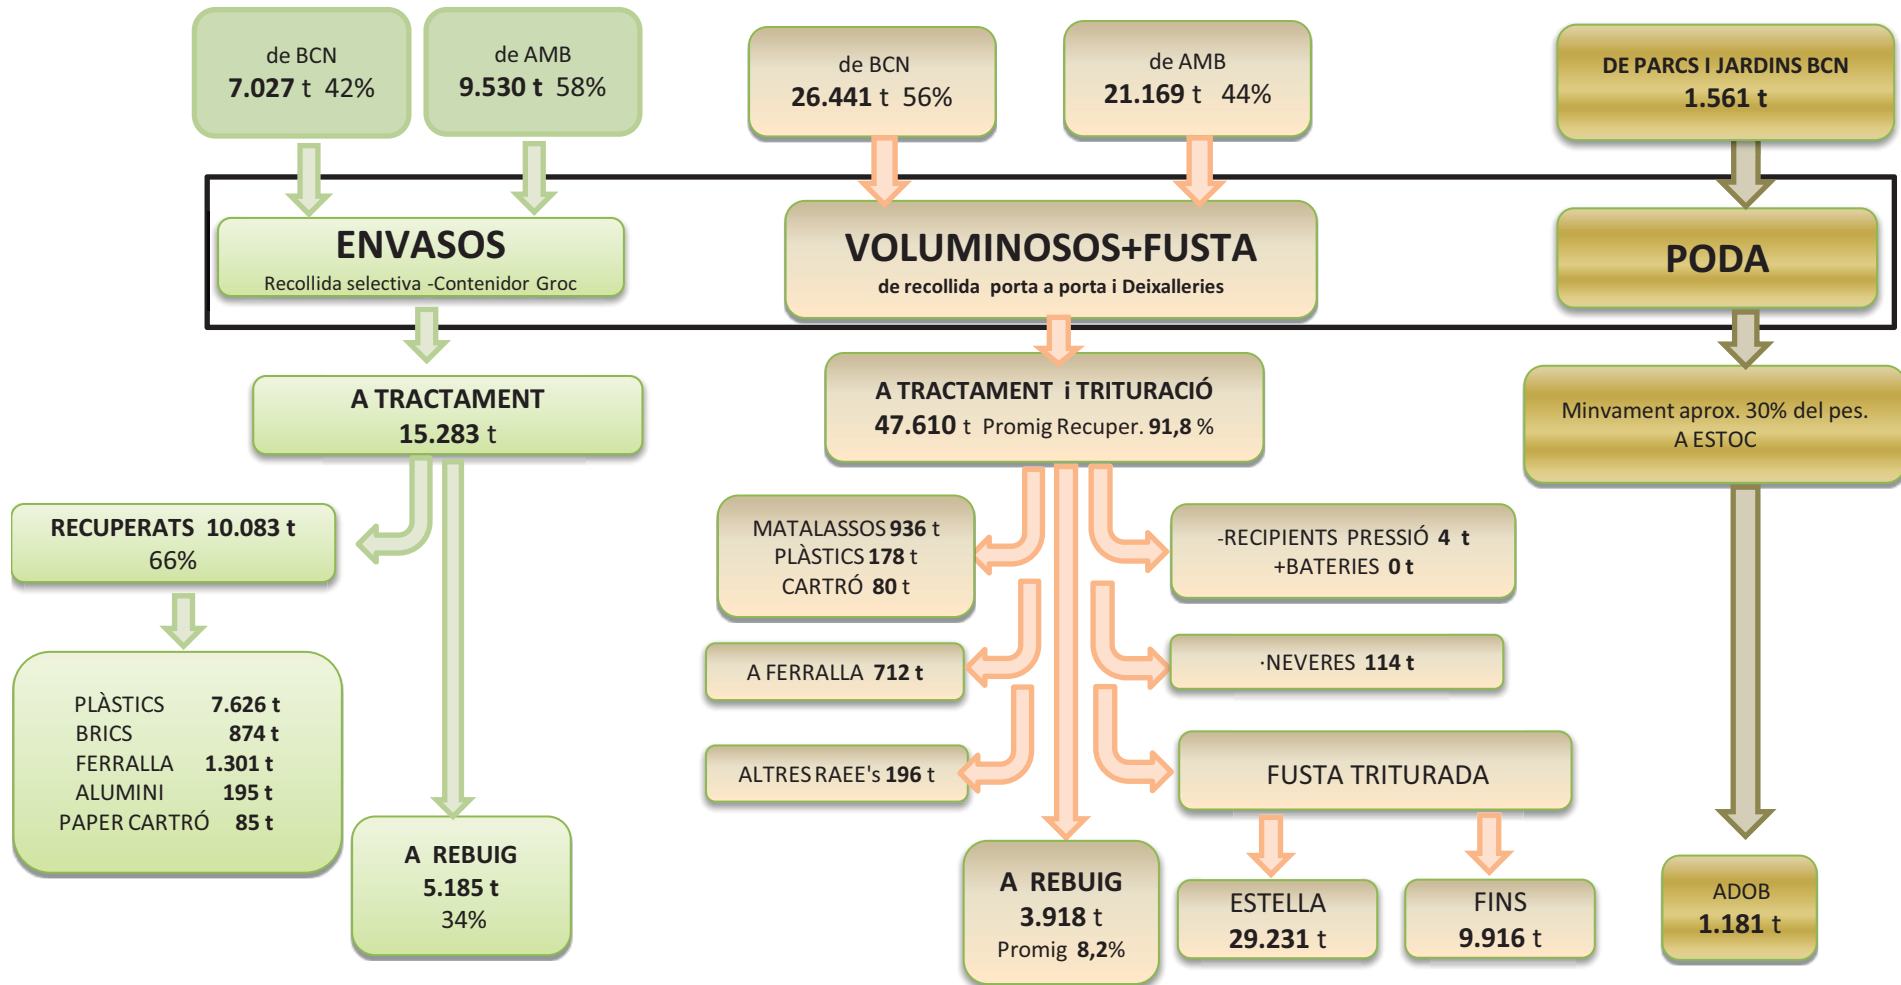 de BCN
7.027 t 42%
de AMB
9.530 t 58%
de BCN
26.441 t 56%
de AMB
21.169 t 44%
DE PARCS I JARDINS BCN
1.561 t
ENVASOS
Recollida selectiva -Contenidor Groc
VOLUMINOSOS+FUSTA
de recollida porta a porta i Deixalleries
PODA
A TRACTAMENT
15.283 t
A TRACTAMENT i TRITURACIÓ
47.610 t Promig Recuper. 91,8 %
Minvament aprox. 30% del pes.
A ESTOC
RECUPERATS 10.083 t
66%
MATALASSOS 936 t
PLÀSTICS 178 t
CARTRÓ 80 t
-RECIPIENTS PRESSIÓ 4 t
+BATERIES 0 t
A FERRALLA 712 t
·NEVERES 114 t
PLÀSTICS 7.626 t
BRICS 874 t
FERRALLA 1.301 t
ALUMINI 195 t
PAPER CARTRÓ 85 t
ALTRES RAEE's 196 t
FUSTA TRITURADA
A REBUIG
5.185 t
34%
A REBUIG
3.918 t
Promig 8,2%
ESTELLA
29.231 t
FINS
9.916 t
ADOB
1.181 t